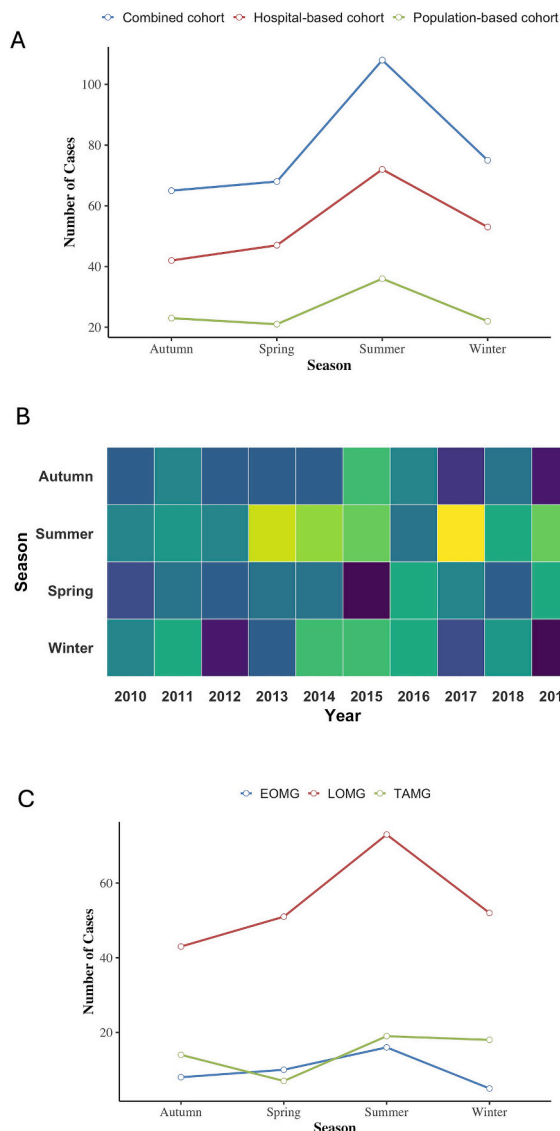 Combined cohort Hospital-based cohort Population-based cohort
A
100
80
60
40
20
Number of Cases
Autumn Spring Summer Winter
Season
B
Autumn
Summer
Spring
Winter
Season
2010 2011 2012 2013 2014 2015 2016 2017 2018 201
Year
C
EOMG LOMG TAMG
60
40
20
Number of Cases
Autumn Spring Summer Winter
Season